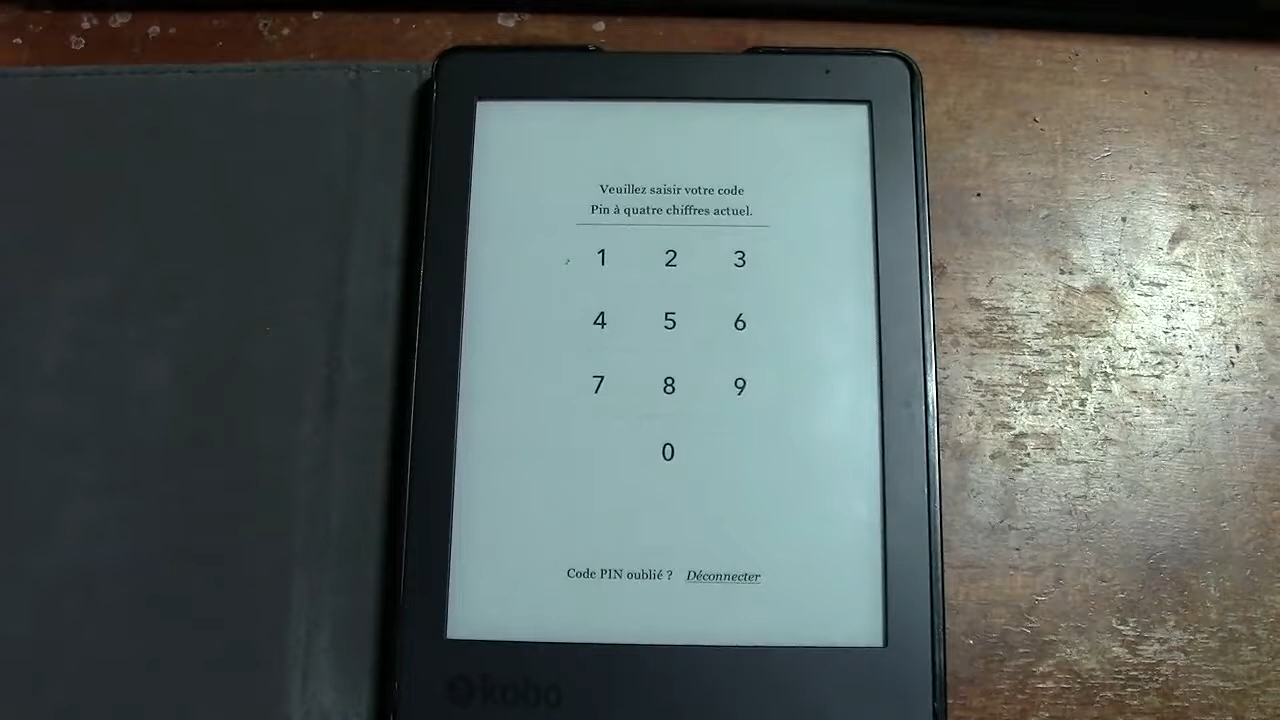 Veuillez saisir votre code
Pin à quatre chiffres actuel.
1 2 3
4 5 6
7 8 9
0
Code PIN oublié ? Déconnecter
kobo